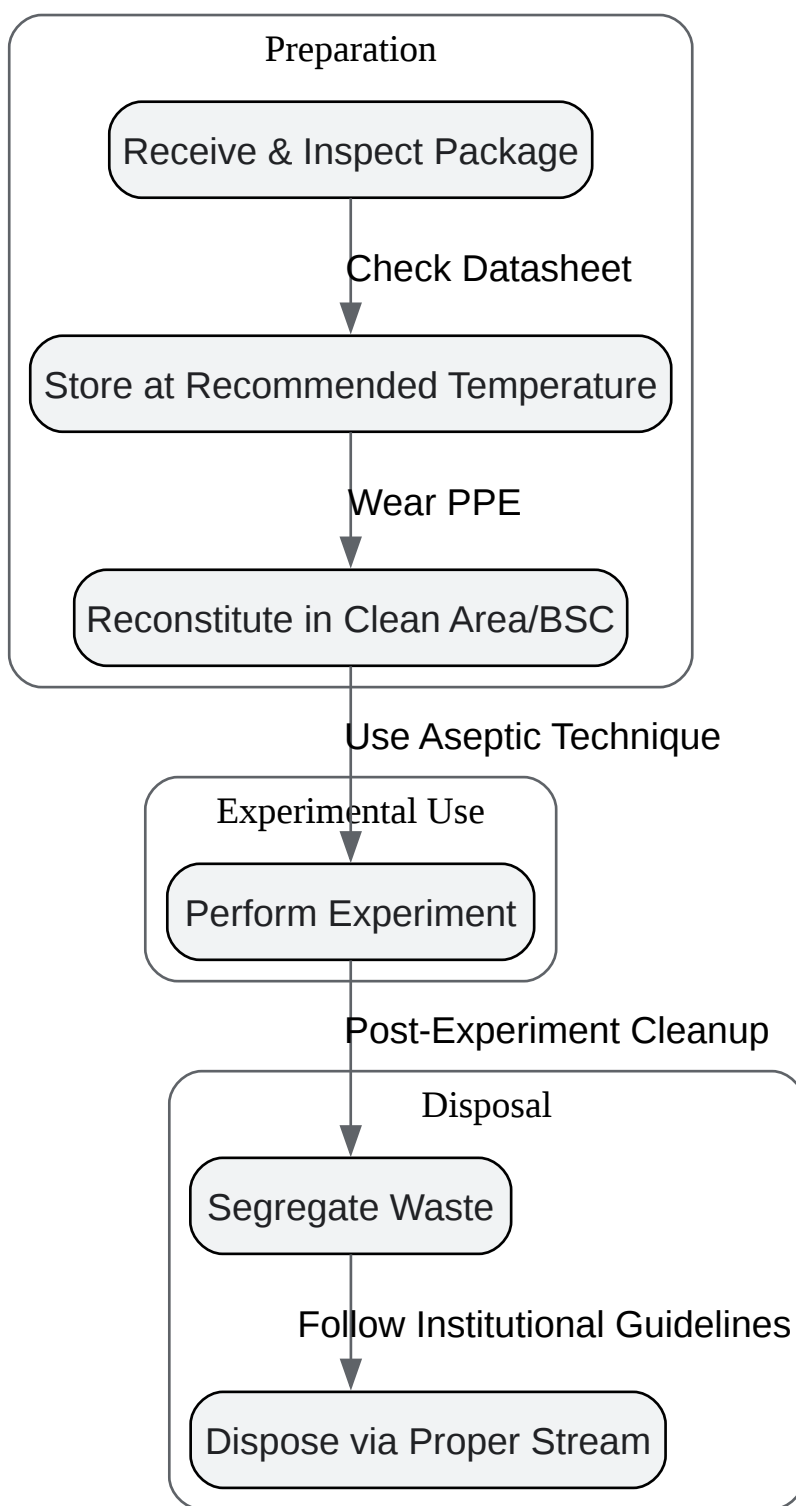 Preparation
Receive & Inspect Package
Check Datasheet
Store at Recommended Temperature
Wear PPE
Reconstitute in Clean Area/BSC
Use Aseptic Technique
Experimental Use
Perform Experiment
Post-Experiment Cleanup
Disposal
Segregate Waste
Follow Institutional Guidelines
Dispose via Proper Stream